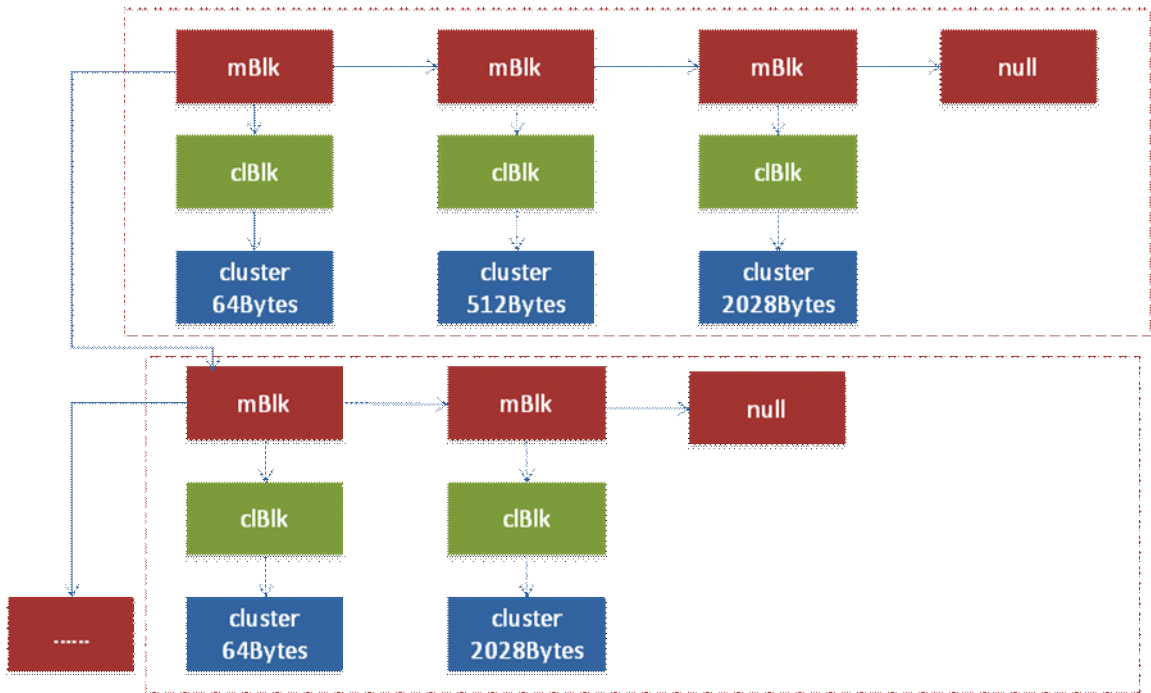 mBlk
mBlk
mBlk
null
clBlk
clBlk
clBlk
cluster
64Bytes
cluster
512Bytes
cluster
2028Bytes
mBlk
mBlk
null
clBlk
clBlk
cluster
64Bytes
cluster
2028Bytes
......